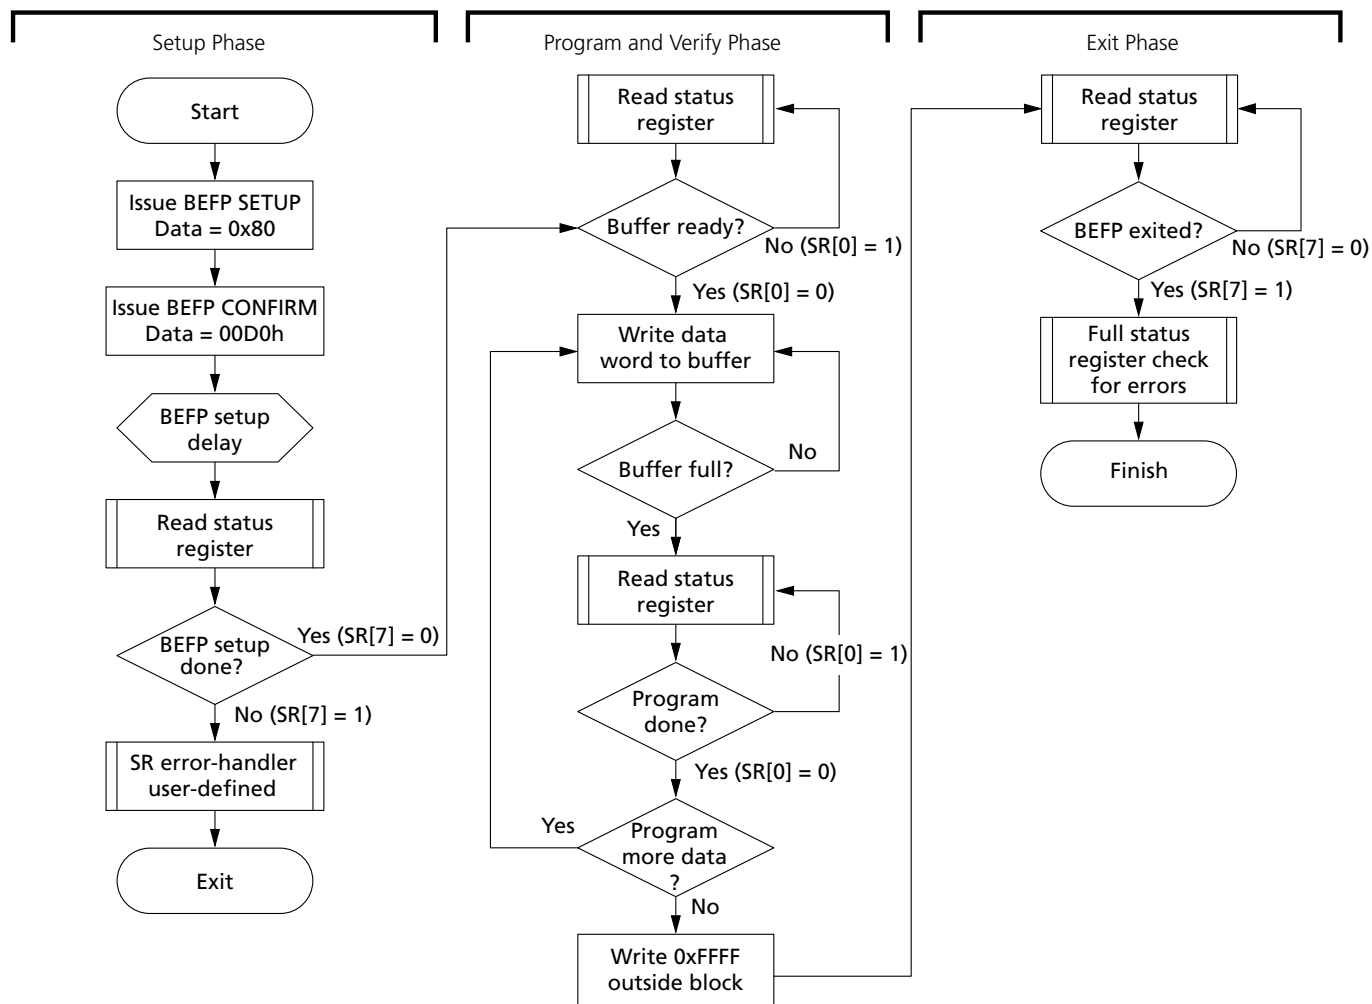 Setup Phase
Start
Issue BEFP SETUP
Data = 0x80
Issue BEFP CONFIRM
Data = 00D0h
BEFP setup
delay
Read status
register
BEFP setup
done?
Yes (SR[7] = 0)
No (SR[7] = 1)
SR error-handler
user-defined
Exit
Program and Verify Phase
Read status
register
Buffer ready?
No (SR[0] = 1)
Yes (SR[0] = 0)
Write data
word to buffer
Buffer full?
No
Yes
Read status
register
No (SR[0] = 1)
Program
done?
Yes (SR[0] = 0)
Yes
Program
more data
?
No
Write 0xFFFF
outside block
Exit Phase
Read status
register
BEFP exited?
No (SR[7] = 0)
Yes (SR[7] = 1)
Full status
register check
for errors
Finish